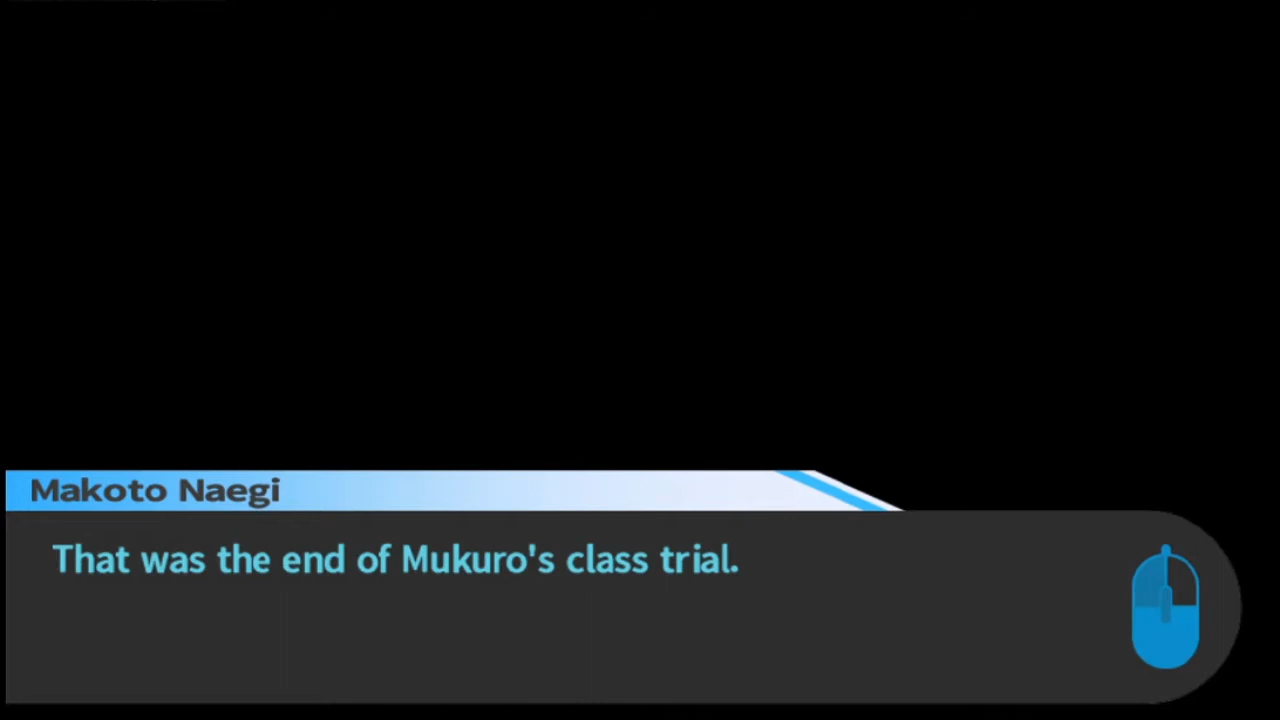 Makoto Naegi
That was the end of Mukuro's class trial.